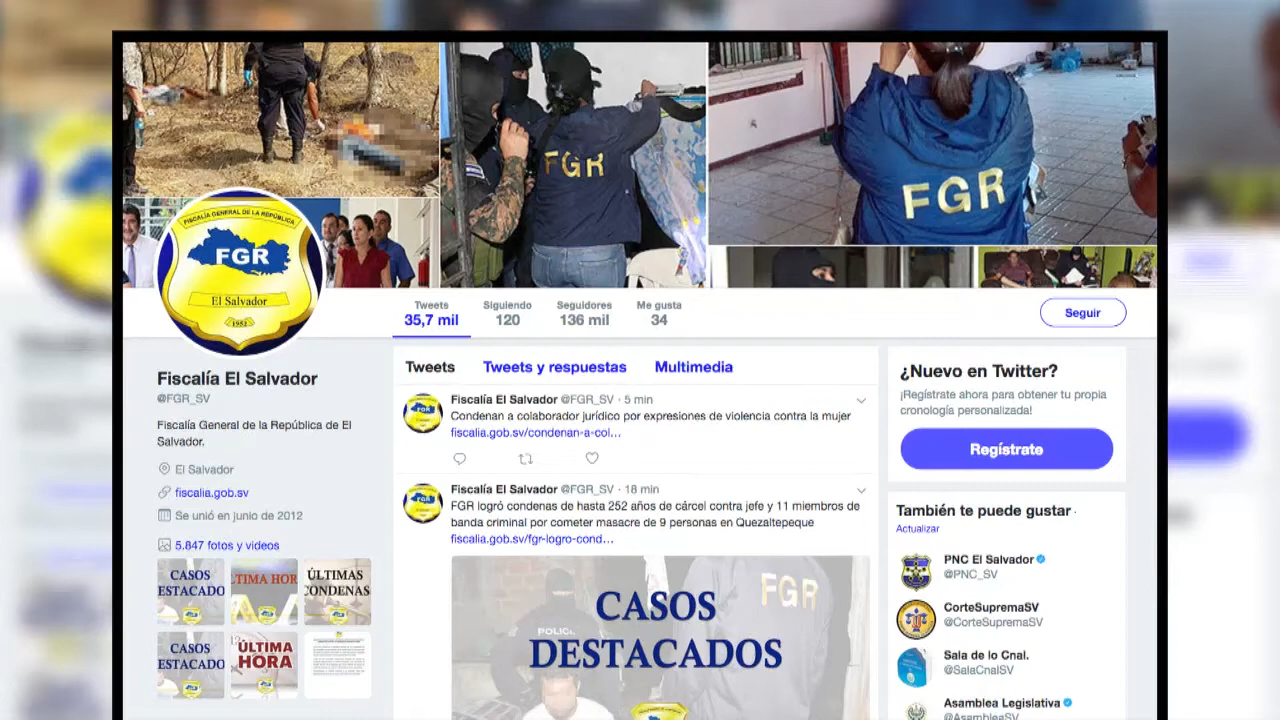 FGR
FGR
FISCALÍA GENERAL DE LA REPÚBLICA
FGR
El Salvador
1952
Tweets
35,7 mil
Siguiendo
120
Seguidores
136 mil
Me gusta
34
Seguir
Fiscalía El Salvador
@FGR_SV
Fiscalía General de la República de El
Salvador.
El Salvador
fiscalia.gob.sv
Se unió en junio de 2012
5.847 fotos y videos
CASOS
ESTACADO
LTIMA HOR
ÚLTIMAS
CONDENAS
CASOS
ESTACADO
ÚLTIMA
HORA
Tweets
Tweets y respuestas
Multimedia
Fiscalía El Salvador @FGR_SV · 5 min
Condenan a colaborador jurídico por expresiones de violencia contra la mujer
fiscalia.gob.sv/condenan-a-col…
Fiscalía El Salvador @FGR_SV · 18 min
FGR logró condenas de hasta 252 años de cárcel contra jefe y 11 miembros de
banda criminal por cometer masacre de 9 personas en Quezaltepeque
fiscalia.gob.sv/fgr-logro-cond…
FGR
POLICI
CASOS
DESTACADOS
¿Nuevo en Twitter?
¡Regístrate ahora para obtener tu propia
cronología personalizada!
Regístrate
También te puede gustar ·
Actualizar
PNC El Salvador
@PNC_SV
CorteSupremaSV
@CorteSupremaSV
Sala de lo Cnal.
@SalaCnalSV
Asamblea Legislativa
@AsambleaSV